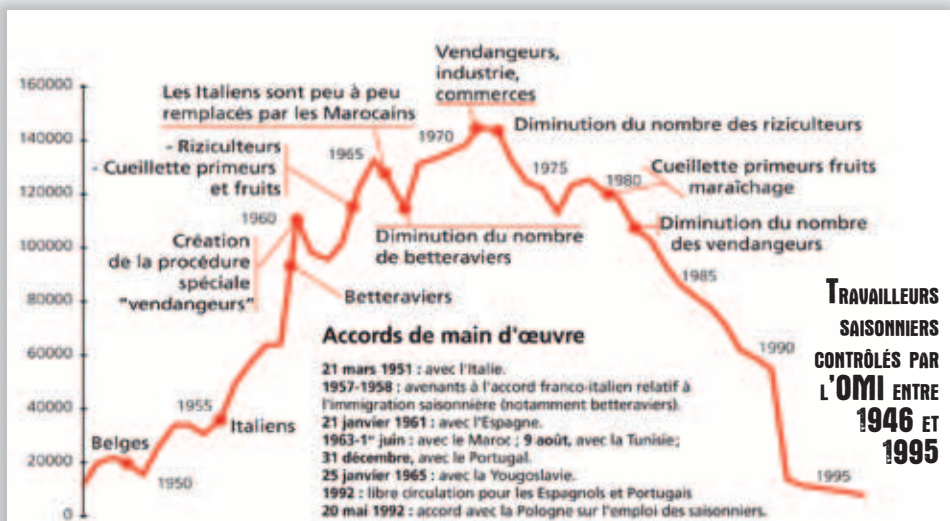 160000
140000
120000
100000
80000
60000
40000
20000
0
Belges
1950
1955
Italiens
Création
de la procédure
spéciale
"vendangeurs"
1960
Betteraviers
- Riziculteurs
- Cueillette primeurs
et fruits
1965
Les Italiens sont peu à peu
remplacés par les Marocains
Diminution du nombre
de betteraviers
1970
Vendangeurs,
industrie,
commerces
Diminution du nombre des riziculteurs
1975
1980
Cueillette primeurs fruits
maraîchage
Diminution du nombre
des vendangeurs
1985
1990
1995
Accords de main d'œuvre
21 mars 1951 : avec l'Italie.
1957-1958 : avenants à l'accord franco-italien relatif à
l'immigration saisonnière (notamment betteraviers).
21 janvier 1961 : avec l'Espagne.
1963-1er juin : avec le Maroc ; 9 août, avec la Tunisie;
31 décembre, avec le Portugal.
25 janvier 1965 : avec la Yougoslavie.
1992 : libre circulation pour les Espagnols et Portugais
20 mai 1992 : accord avec la Pologne sur l'emploi des saisonniers.
TRAVAILLEURS
SAISONNIERS
CONTRÔLÉS PAR
L'OMI ENTRE
1946 ET
1995